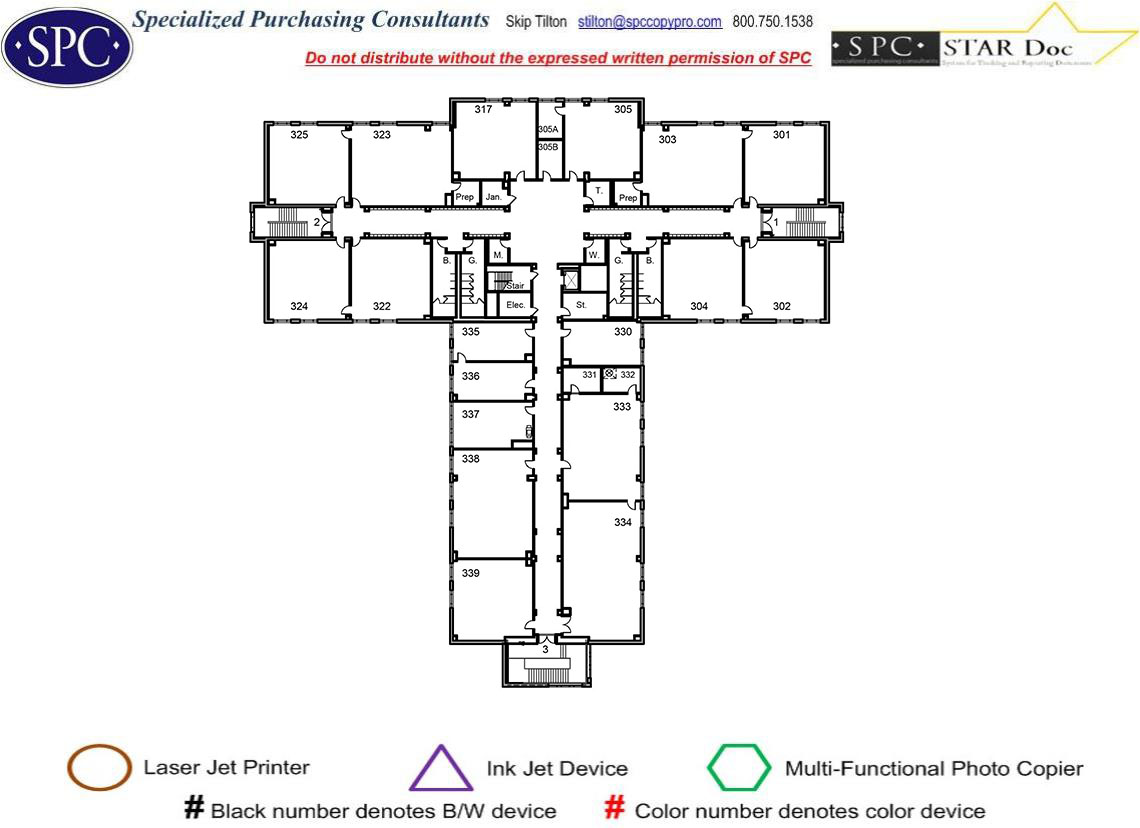 Specialized Purchasing Consultants Skip Tilton stilton@spccopypro.com 800.750.1538
SPC
Do not distribute without the expressed written permission of SPC
SPC
specialized purchasing consultants
STAR Doc
System for Tracking and Reporting Documents
317
305
325
323
305A
303
301
305B
Prep
Jan.
T.
Prep
2
1
B.
G.
M.
W.
G.
B.
Stair
324
322
Elec.
St.
304
302
335
330
336
331
332
337
333
338
334
339
3
Laser Jet Printer
Ink Jet Device
Multi-Functional Photo Copier
# Black number denotes B/W device
# Color number denotes color device